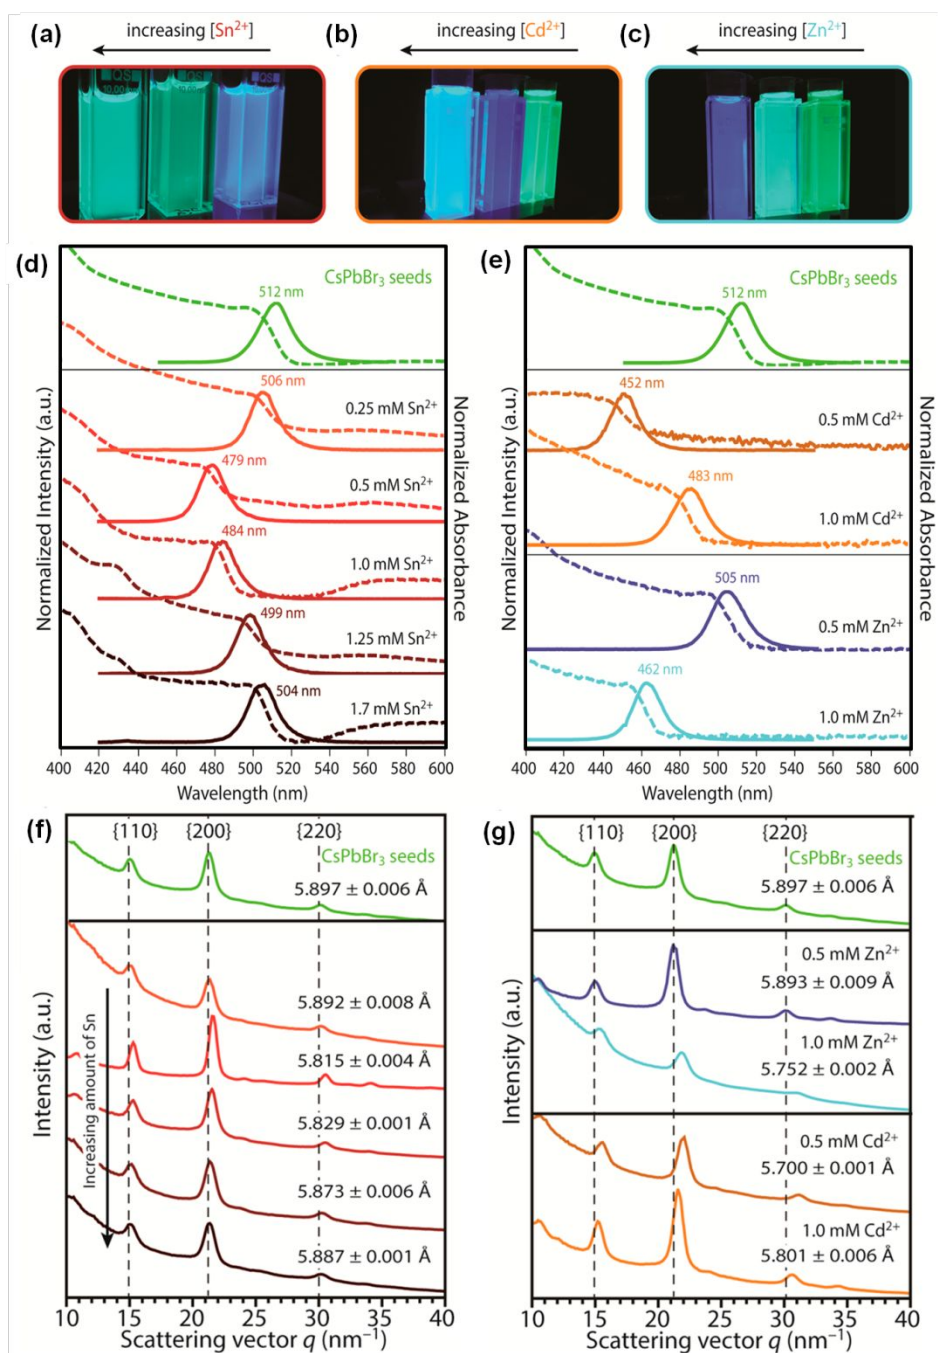 (a) increasing [Sn²⁺]
(b) increasing [Cd²⁺]
(c) increasing [Zn²⁺]
QS
10.00
QS
(d)
CsPbBr₃ seeds
512 nm
506 nm
0.25 mM Sn²⁺
479 nm
0.5 mM Sn²⁺
484 nm
1.0 mM Sn²⁺
499 nm
1.25 mM Sn²⁺
504 nm
1.7 mM Sn²⁺
Normalized Intensity (a.u.)
Normalized Absorbance
400 420 440 460 480 500 520 540 560 580 600
Wavelength (nm)
(e)
CsPbBr₃ seeds
512 nm
452 nm
0.5 mM Cd²⁺
483 nm
1.0 mM Cd²⁺
505 nm
0.5 mM Zn²⁺
462 nm
1.0 mM Zn²⁺
Normalized Intensity (a.u.)
Normalized Absorbance
400 420 440 460 480 500 520 540 560 580 600
Wavelength (nm)
(f)
{110} {200} {220}
CsPbBr₃ seeds
5.897 ± 0.006 Å
5.892 ± 0.008 Å
5.815 ± 0.004 Å
5.829 ± 0.001 Å
5.873 ± 0.006 Å
5.887 ± 0.001 Å
Increasing amount of Sn
Intensity (a.u.)
10 15 20 25 30 35 40
Scattering vector q (nm⁻¹)
(g)
{110} {200} {220}
CsPbBr₃ seeds
5.897 ± 0.006 Å
0.5 mM Zn²⁺
5.893 ± 0.009 Å
1.0 mM Zn²⁺
5.752 ± 0.002 Å
0.5 mM Cd²⁺
5.700 ± 0.001 Å
1.0 mM Cd²⁺
5.801 ± 0.006 Å
Intensity (a.u.)
10 15 20 25 30 35 40
Scattering vector q (nm⁻¹)